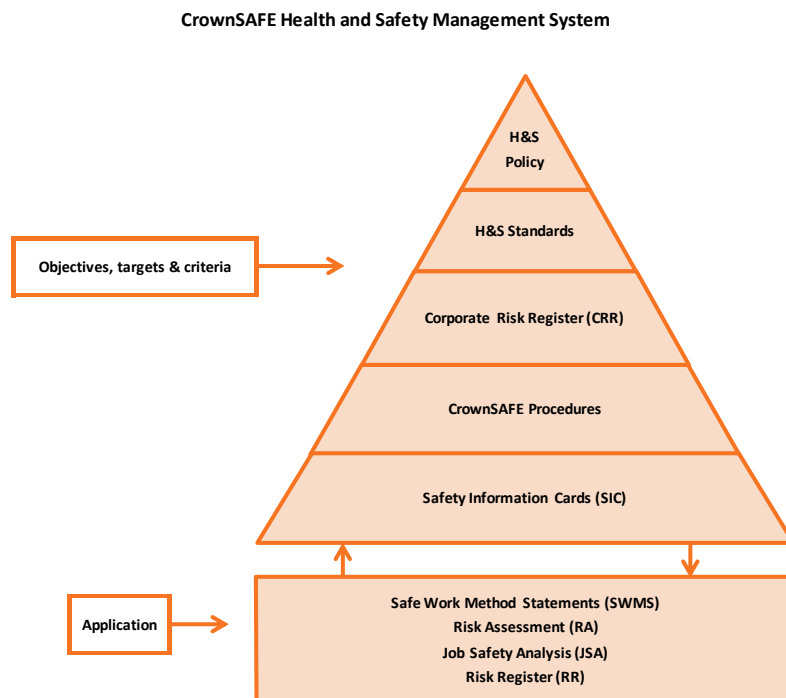 CrownSAFE Health and Safety Management System
H&S
Policy
H&S Standards
Objectives, targets & criteria
Corporate Risk Register (CRR)
CrownSAFE Procedures
Safety Information Cards (SIC)
Safe Work Method Statements (SWMS)
Risk Assessment (RA)
Application
Job Safety Analysis (JSA)
Risk Register (RR)